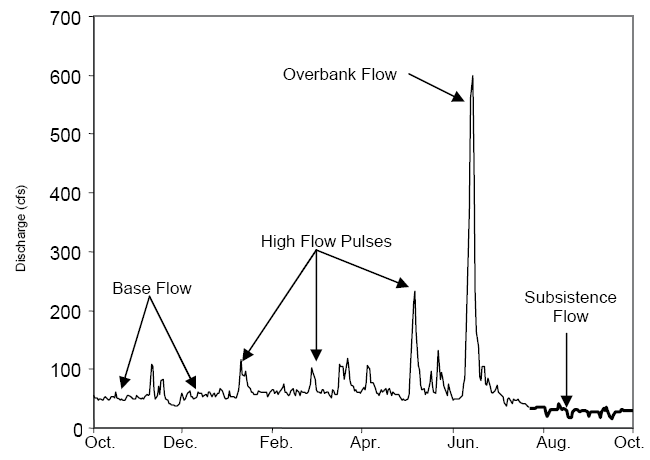 700
600
500
400
300
200
100
0
Discharge (cfs)
Overbank Flow
High Flow Pulses
Base Flow
Subsistence
Flow
Oct. Dec. Feb. Apr. Jun. Aug. Oct.